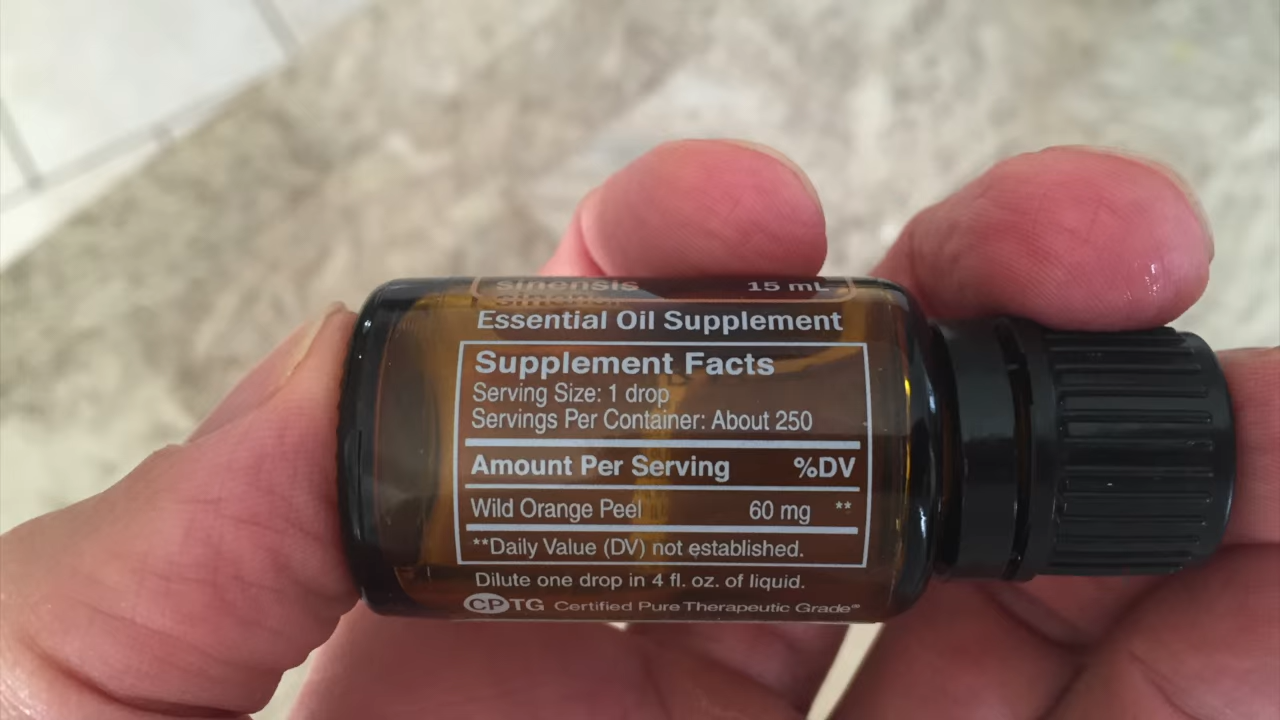 sinensis 15 mL
Essential Oil Supplement
Supplement Facts
Serving Size: 1 drop
Servings Per Container: About 250
Amount Per Serving %DV
Wild Orange Peel 60 mg **
**Daily Value (DV) not established.
Dilute one drop in 4 fl. oz. of liquid.
CPTG Certified Pure Therapeutic Grade®